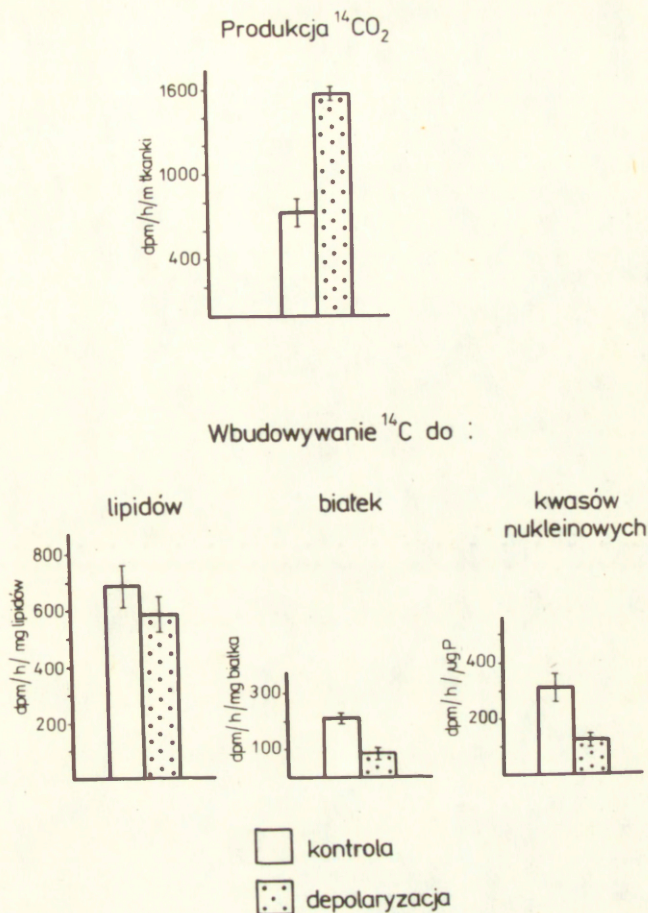 Produkcja ¹⁴CO₂
1600
1000
400
dpm/h/m tkanki
Wbudowywanie ¹⁴C do :
lipidów
800
600
400
200
dpm/h/mg lipidów
białek
300
100
dpm/h/mg białka
kwasów
nukleinowych
400
200
dpm/h/µg P
kontrola
depolaryzacja